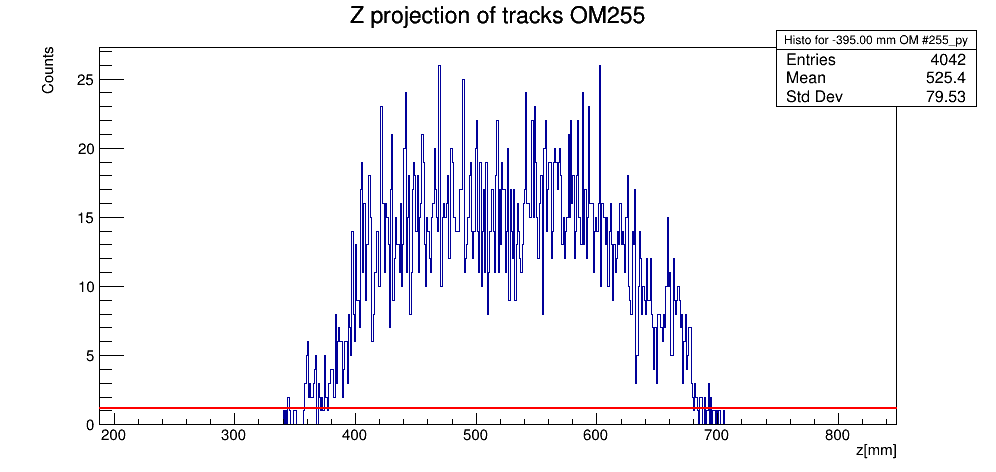 Z projection of tracks OM255
Histo for -395.00 mm OM #255_py
Entries 4042
Mean 525.4
Std Dev 79.53
Counts
25
20
15
10
5
0
200 300 400 500 600 700 800
z[mm]